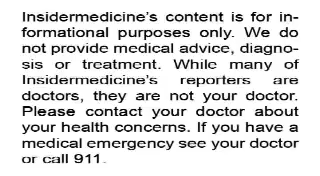 Insidermedicine's content is for in-
formational purposes only. We do
not provide medical advice, diagno-
sis or treatment. While many of
Insidermedicine's reporters are
doctors, they are not your doctor.
Please contact your doctor about
your health concerns. If you have a
medical emergency see your doctor
or call 911.